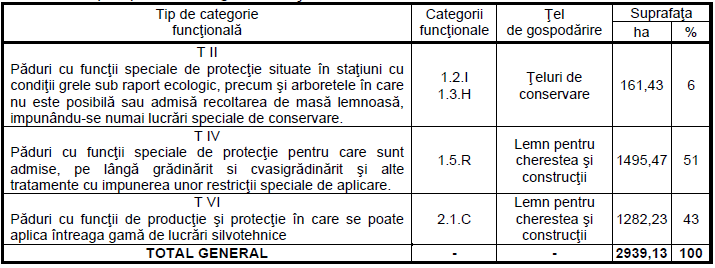 Tip de categorie
funcţională
Categorii
funcţionale
Ţel
de gospodărire
Suprafaţa
ha
%
T II
Păduri cu funcţii speciale de protecţie situate în staţiuni cu
condiţii grele sub raport ecologic, precum şi arboretele în care
nu este posibilă sau admisă recoltarea de masă lemnoasă,
impunându-se numai lucrări speciale de conservare.
1.2.I
1.3.H
Ţeluri de
conservare
161,43
6
T IV
Păduri cu funcţii speciale de protecţie pentru care sunt
admise, pe lângă grădinărit si cvasigrădinărit şi alte
tratamente cu impunerea unor restricţii speciale de aplicare.
1.5.R
Lemn pentru
cherestea şi
construcţii
1495,47
51
T VI
Păduri cu funcţii de producţie şi protecţie în care se poate
aplica întreaga gamă de lucrări silvotehnice
2.1.C
Lemn pentru
cherestea şi
construcţii
1282,23
43
TOTAL GENERAL
-
-
2939,13
100